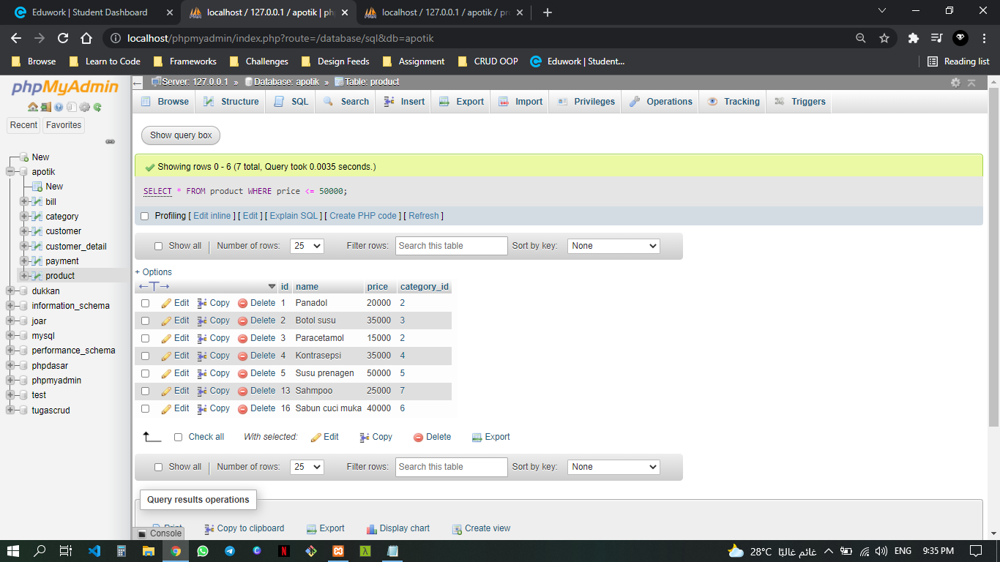 Eduwork | Student Dashboard
localhost / 127.0.0.1 / apotik | ph
localhost / 127.0.0.1 / apotik / pro
localhost/phpmyadmin/index.php?route=/database/sql&db=apotik
Browse Learn to Code Frameworks Challenges Design Feeds Assignment CRUD OOP Eduwork | Student... Reading list
phpMyAdmin
Recent Favorites
New
apotik
New
bill
category
customer
customer_detail
payment
product
dukkan
information_schema
joar
mysql
performance_schema
phpdasar
phpmyadmin
test
tugascrud
Server: 127.0.0.1 » Database: apotik » Table: product
Browse Structure SQL Search Insert Export Import Privileges Operations Tracking Triggers
Show query box
Showing rows 0 - 6 (7 total, Query took 0.0035 seconds.)
SELECT * FROM product WHERE price <= 50000;
Profiling [ Edit inline ] [ Edit ] [ Explain SQL ] [ Create PHP code ] [ Refresh ]
Show all | Number of rows: 25 Filter rows: Search this table Sort by key: None
+ Options
←T→ id name price category_id
Edit Copy Delete 1 Panadol 20000 2
Edit Copy Delete 2 Botol susu 35000 3
Edit Copy Delete 3 Paracetamol 15000 2
Edit Copy Delete 4 Kontrasepsi 35000 4
Edit Copy Delete 5 Susu prenagen 50000 5
Edit Copy Delete 13 Sahmpoo 25000 7
Edit Copy Delete 16 Sabun cuci muka 40000 6
Check all With selected: Edit Copy Delete Export
Show all | Number of rows: 25 Filter rows: Search this table Sort by key: None
Query results operations
Print Copy to clipboard Export Display chart Create view
Console
28°C غائم غالبًا ENG 9:35 PM